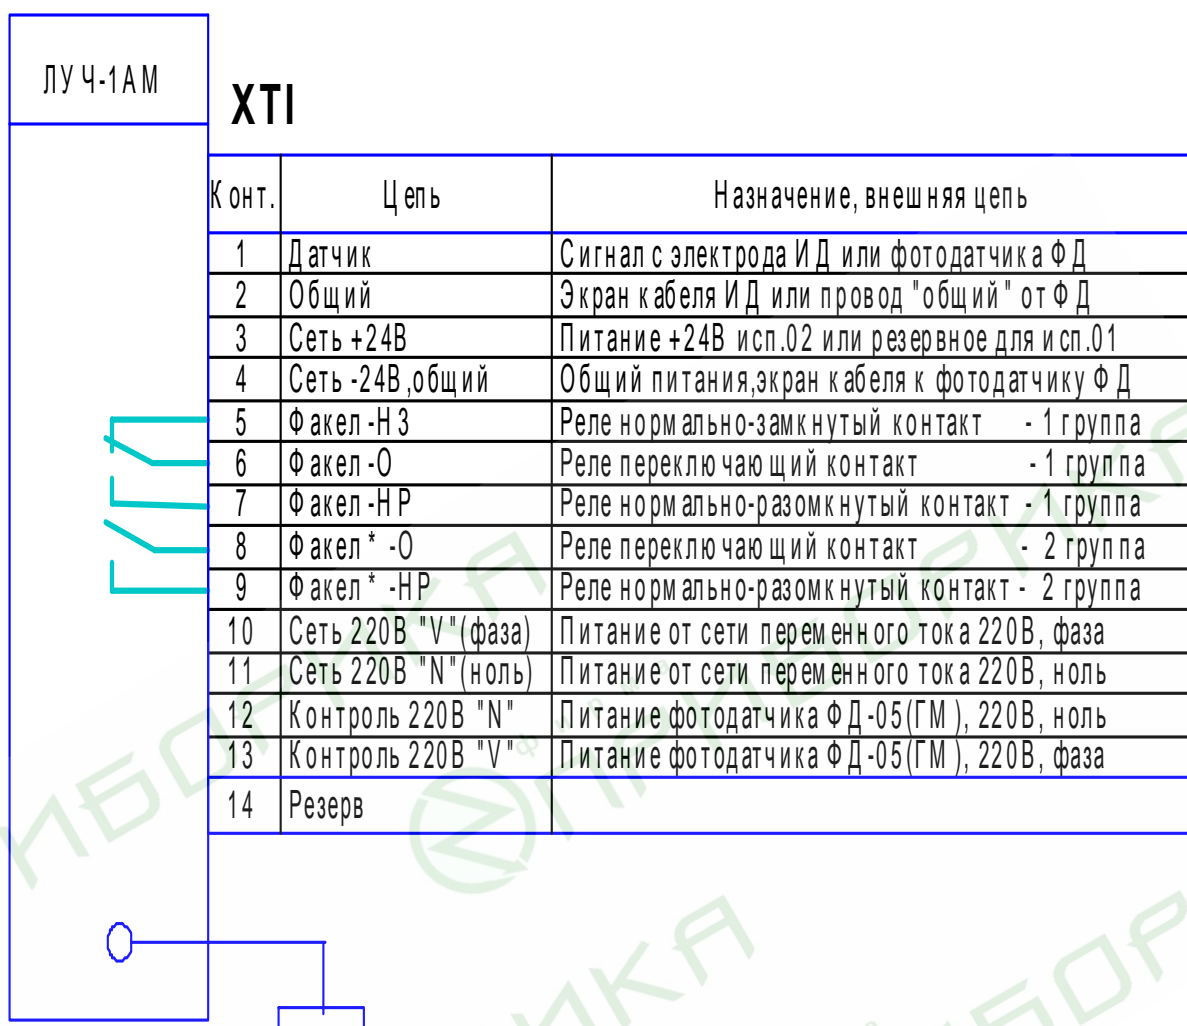 ЛУЧ-1АМ
XTI
Конт. Цепь Назначение, внешняя цепь
1 Датчик Сигнал с электрода ИД или фотодатчика ФД
2 Общий Экран кабеля ИД или провод "общий" от ФД
3 Сеть +24В Питание +24В исп.02 или резервное для исп.01
4 Сеть -24В,общий Общий питания,экран кабеля к фотодатчику ФД
5 Факел -НЗ Реле нормально-замкнутый контакт - 1 группа
6 Факел -О Реле переключающий контакт - 1 группа
7 Факел -НР Реле нормально-разомкнутый контакт - 1 группа
8 Факел* -О Реле переключающий контакт - 2 группа
9 Факел* -НР Реле нормально-разомкнутый контакт - 2 группа
10 Сеть 220В "V"(фаза) Питание от сети переменного тока 220В, фаза
11 Сеть 220В "N"(ноль) Питание от сети переменного тока 220В, ноль
12 Контроль 220В "N" Питание фотодатчика ФД-05(ГМ), 220В, ноль
13 Контроль 220В "V" Питание фотодатчика ФД-05(ГМ), 220В, фаза
14 Резерв
фирма
ПРИБОРИКА